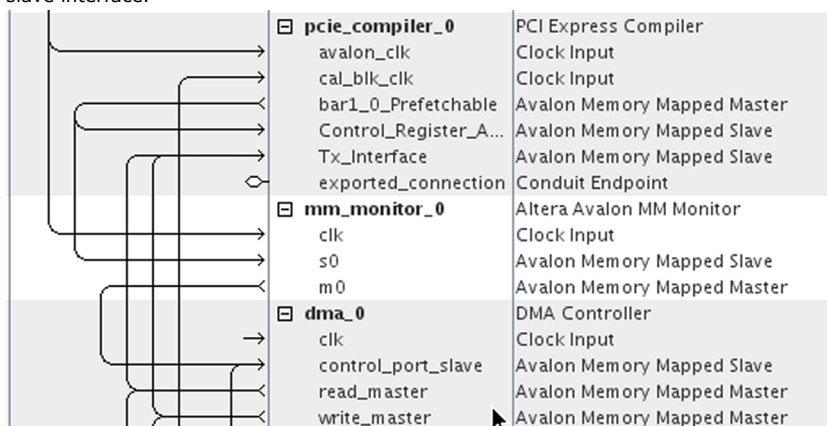 slave interface.
pcie_compiler_0 PCI Express Compiler
avalon_clk Clock Input
cal_blk_clk Clock Input
bar1_0_Prefetchable Avalon Memory Mapped Master
Control_Register_A... Avalon Memory Mapped Slave
Tx_Interface Avalon Memory Mapped Slave
exported_connection Conduit Endpoint
mm_monitor_0 Altera Avalon MM Monitor
clk Clock Input
s0 Avalon Memory Mapped Slave
m0 Avalon Memory Mapped Master
dma_0 DMA Controller
clk Clock Input
control_port_slave Avalon Memory Mapped Slave
read_master Avalon Memory Mapped Master
write_master Avalon Memory Mapped Master